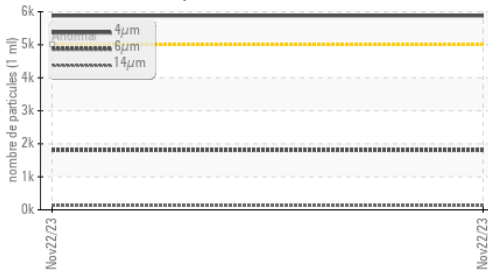 nombre de particules (1 ml)
6k
5k
4k
3k
2k
1k
0k
Anormal
4µm
6µm
14µm
Nov22/23
Nov22/23